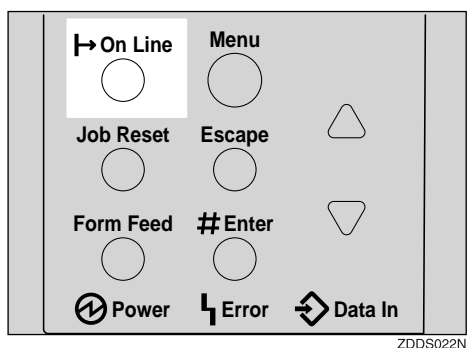 On Line Menu
Job Reset Escape
Form Feed # Enter
Power Error Data In
ZDDS022N